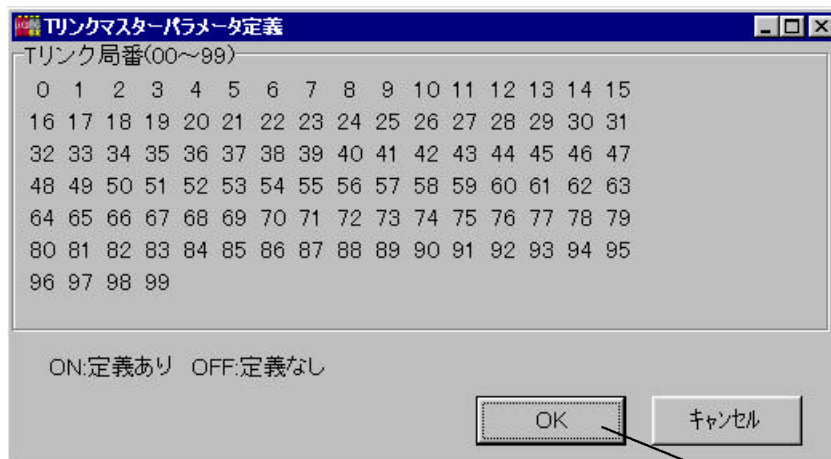 Tリンクマスターパラメータ定義
Tリンク局番(00～99)
0 1 2 3 4 5 6 7 8 9 10 11 12 13 14 15
16 17 18 19 20 21 22 23 24 25 26 27 28 29 30 31
32 33 34 35 36 37 38 39 40 41 42 43 44 45 46 47
48 49 50 51 52 53 54 55 56 57 58 59 60 61 62 63
64 65 66 67 68 69 70 71 72 73 74 75 76 77 78 79
80 81 82 83 84 85 86 87 88 89 90 91 92 93 94 95
96 97 98 99
ON:定義あり OFF:定義なし
OK キャンセル